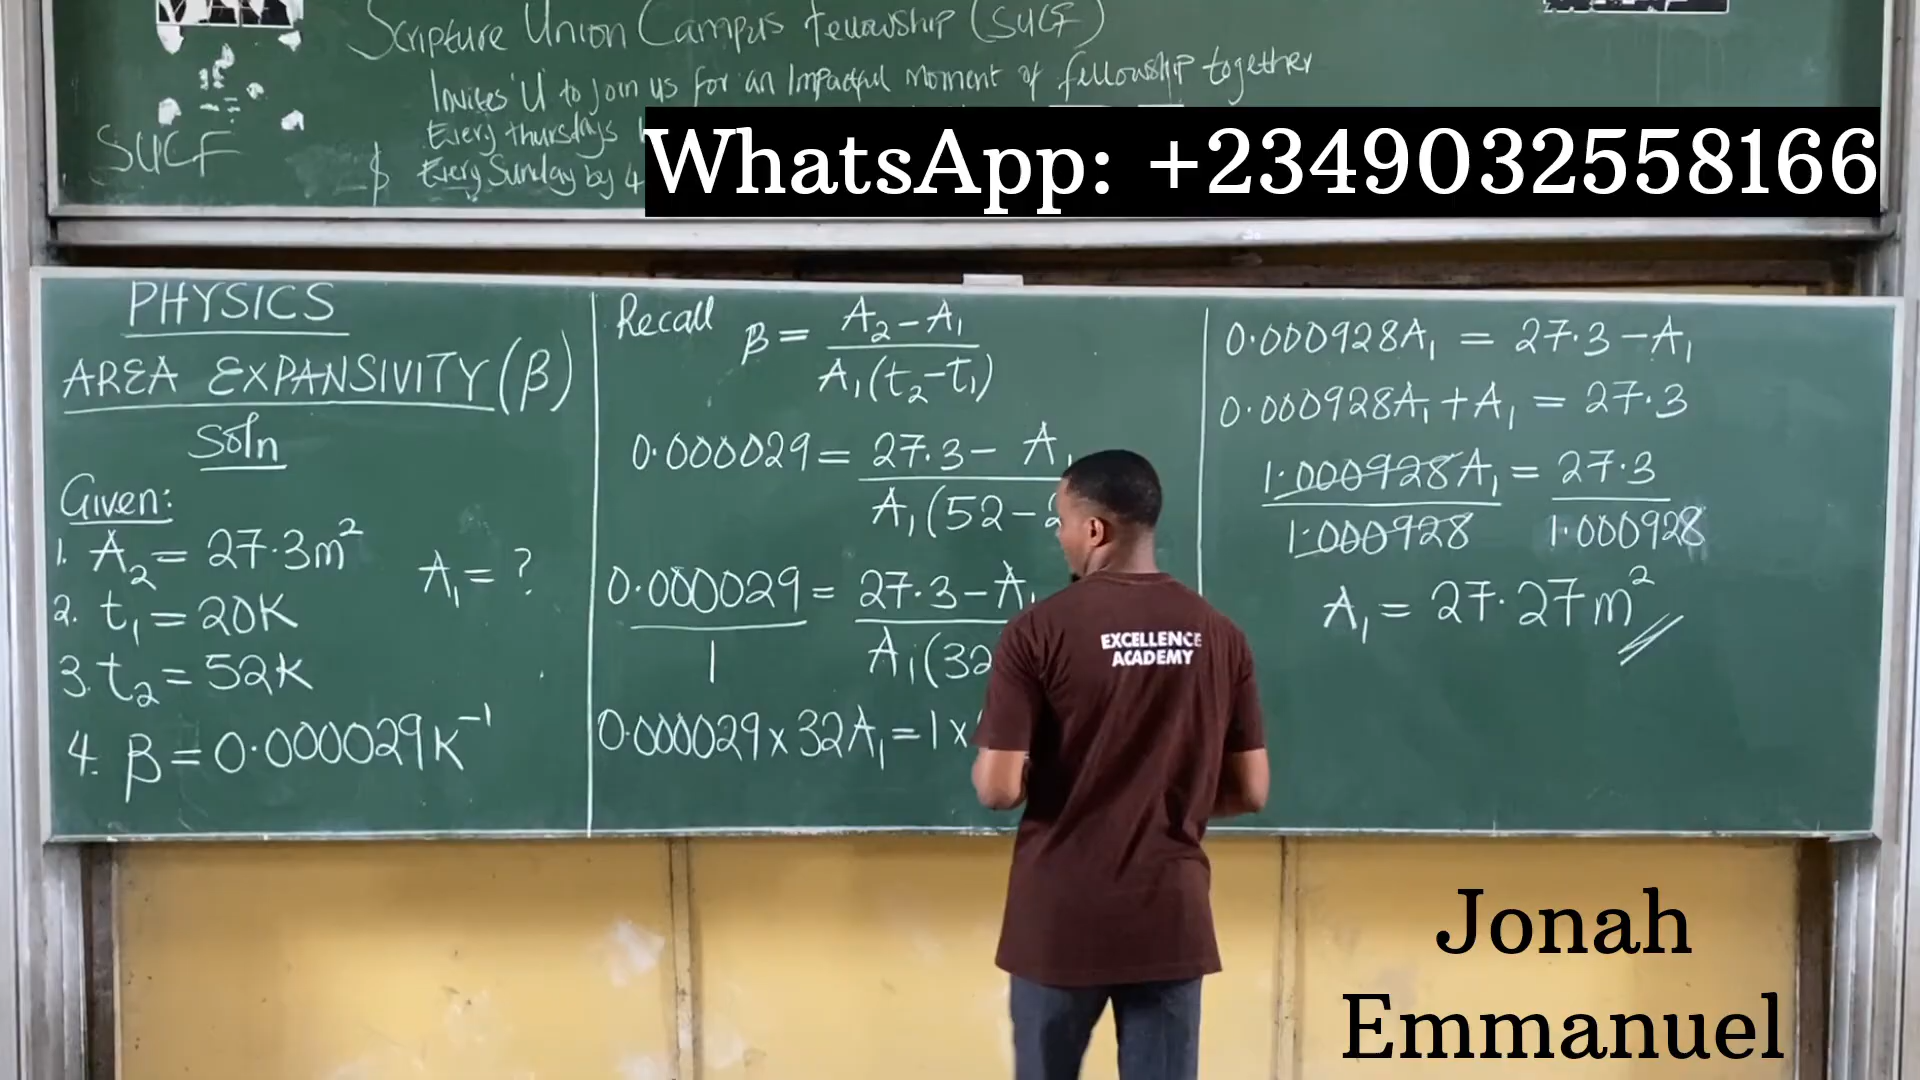 Scripture Union Campus Fellowship (SUCF)
Invites 'U' to join us for an Impactful Moment of fellowship together
Every thursdays
SUCF
$ Every Sunday by 4
WhatsApp: +2349032558166
PHYSICS
AREA EXPANSIVITY (β)
Soln
Given:
1. A₂ = 27.3m²
A₁ = ?
2. t₁ = 20K
3. t₂ = 52K
4. β = 0.000029K⁻¹
Recall
β = A₂ - A₁ / A₁(t₂ - t₁)
0.000029 = 27.3 - A₁ / A₁(52 - 2
0.000029 / 1 = 27.3 - A₁ / A₁(32
0.000029 x 32A₁ = 1 x
0.000928A₁ = 27.3 - A₁
0.000928A₁ + A₁ = 27.3
1.000928A₁ / 1.000928 = 27.3 / 1.000928
A₁ = 27.27m²
EXCELLENCE
ACADEMY
Jonah
Emmanuel